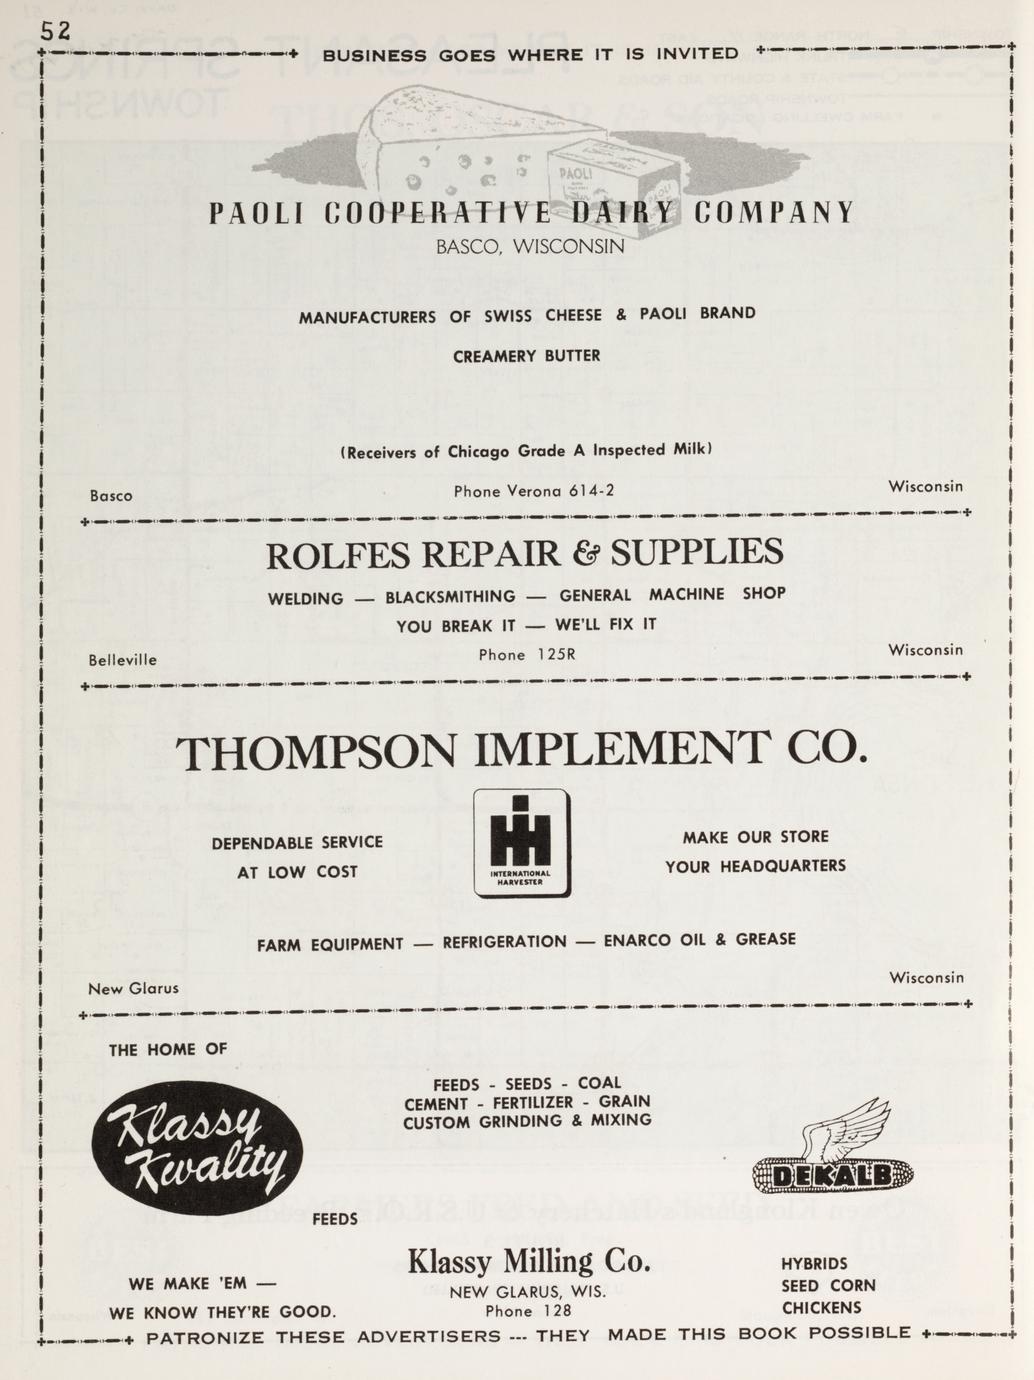 52
BUSINESS GOES WHERE IT IS INVITED
PAOLI
PAOLI
PAOLI COOPERATIVE DAIRY COMPANY
BASCO, WISCONSIN
MANUFACTURERS OF SWISS CHEESE & PAOLI BRAND
CREAMERY BUTTER
(Receivers of Chicago Grade A Inspected Milk)
Basco Phone Verona 614-2 Wisconsin
ROLFES REPAIR & SUPPLIES
WELDING — BLACKSMITHING — GENERAL MACHINE SHOP
YOU BREAK IT — WE'LL FIX IT
Belleville Phone 125R Wisconsin
THOMPSON IMPLEMENT CO.
DEPENDABLE SERVICE
AT LOW COST
IH
INTERNATIONAL
HARVESTER
MAKE OUR STORE
YOUR HEADQUARTERS
FARM EQUIPMENT — REFRIGERATION — ENARCO OIL & GREASE
New Glarus Wisconsin
THE HOME OF
Klassy
Kwality
FEEDS
FEEDS - SEEDS - COAL
CEMENT - FERTILIZER - GRAIN
CUSTOM GRINDING & MIXING
DEKALB
WE MAKE 'EM —
WE KNOW THEY'RE GOOD.
Klassy Milling Co.
NEW GLARUS, WIS.
Phone 128
HYBRIDS
SEED CORN
CHICKENS
PATRONIZE THESE ADVERTISERS --- THEY MADE THIS BOOK POSSIBLE